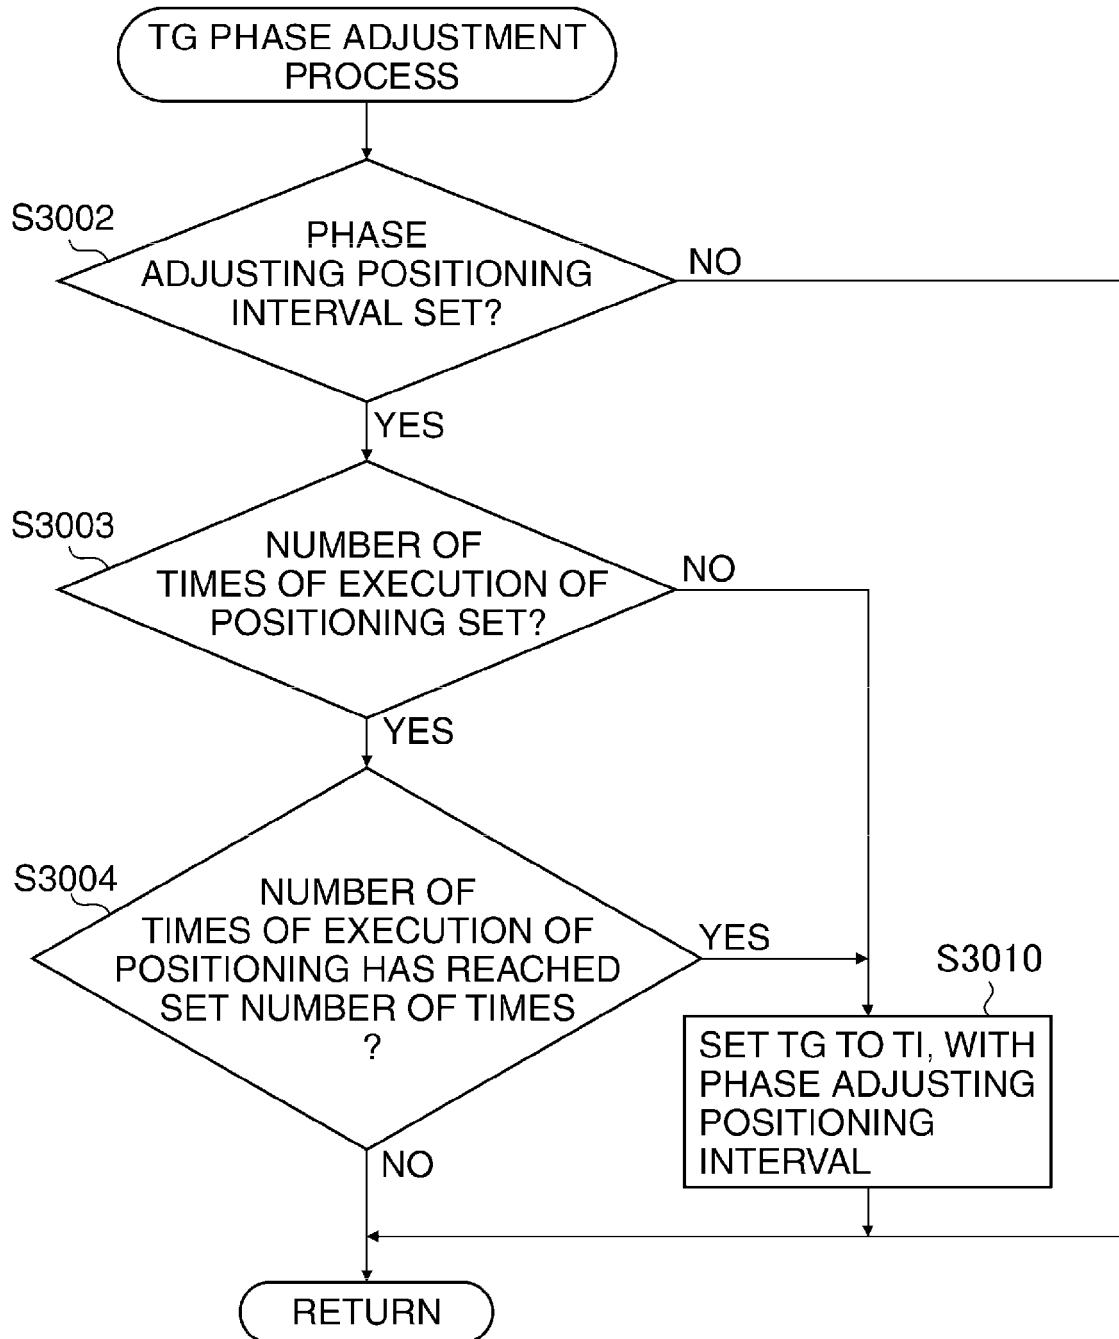 TG PHASE ADJUSTMENT
PROCESS
S3002
PHASE
ADJUSTING POSITIONING
INTERVAL SET?
NO
YES
S3003
NUMBER OF
TIMES OF EXECUTION OF
POSITIONING SET?
NO
YES
S3004
NUMBER OF
TIMES OF EXECUTION OF
POSITIONING HAS REACHED
SET NUMBER OF TIMES
?
YES
NO
S3010
SET TG TO TI, WITH
PHASE ADJUSTING
POSITIONING
INTERVAL
RETURN